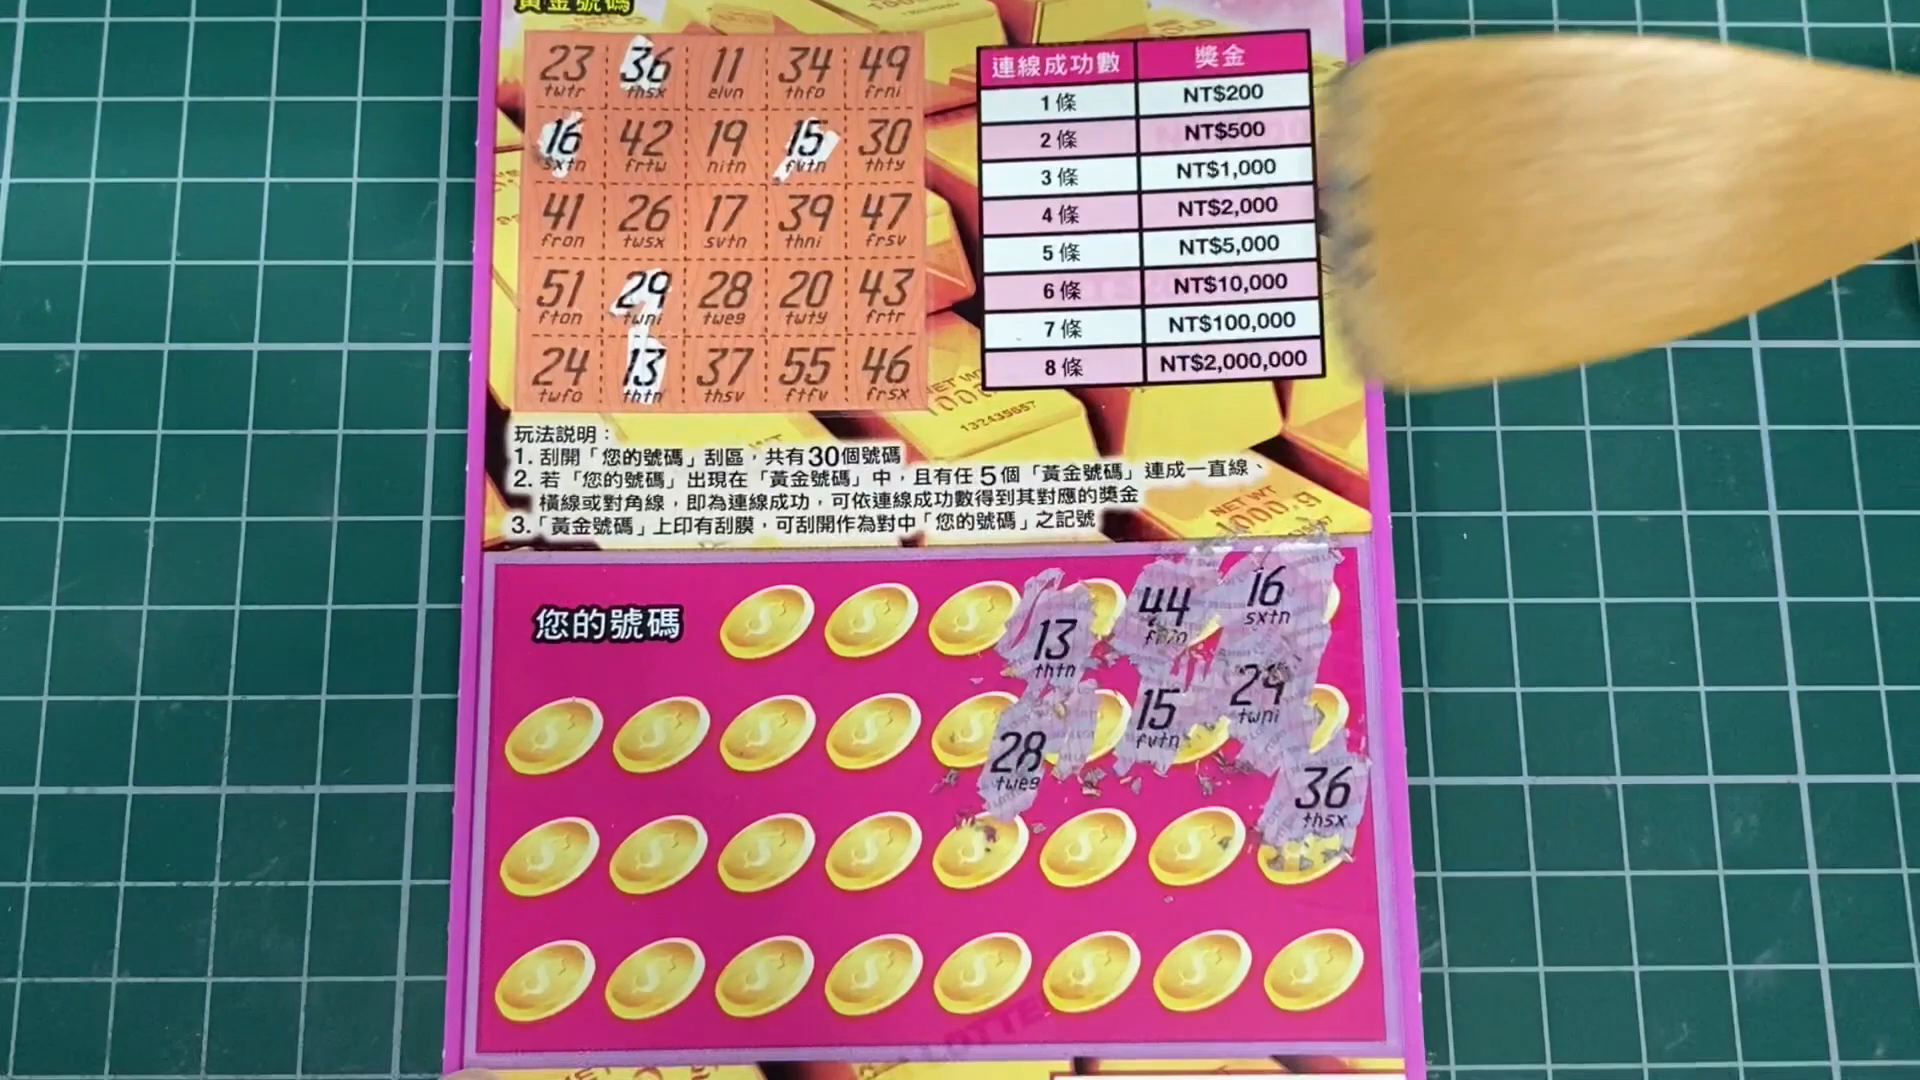 黃金號碼
23 36 11 34 49
twtr thsx elvn thfo frni
16 42 19 15 30
sxtn frtw nitn fvtn thty
41 26 17 39 47
fron twsx svtn thni frsv
51 29 28 20 43
fton twni tweg twty frtr
24 13 37 55 46
twfo thtn thsv ftfv frsx
連線成功數 獎金
1 條 NT$200
2 條 NT$500
3 條 NT$1,000
4 條 NT$2,000
5 條 NT$5,000
6 條 NT$10,000
7 條 NT$100,000
8 條 NT$2,000,000
NET WT
1000
132435657
玩法說明：
1. 刮開「您的號碼」刮區，共有30個號碼
2. 若「您的號碼」出現在「黃金號碼」中，且有任 5 個「黃金號碼」連成一直線、
橫線或對角線，即為連線成功，可依連線成功數得到其對應的獎金
3.「黃金號碼」上印有刮膜，可刮開作為對中「您的號碼」之記號
NET WT
1000.g
您的號碼
13 44 16
thtn sxtn
28 15 29
tweg fvtn twni
36
thsx